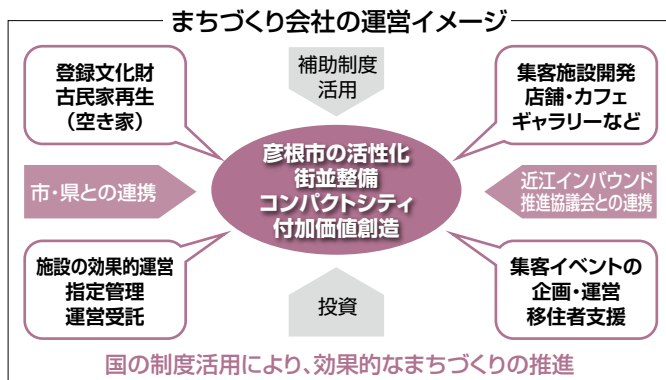 まちづくり会社の運営イメージ
登録文化財
古民家再生
（空き家）
補助制度
活用
集客施設開発
店舗・カフェ
ギャラリーなど
市・県との連携
彦根市の活性化
街並整備
コンパクトシティ
付加価値創造
近江インバウンド
推進協議会との連携
施設の効果的運営
指定管理
運営受託
投資
集客イベントの
企画・運営
移住者支援
国の制度活用により、効果的なまちづくりの推進